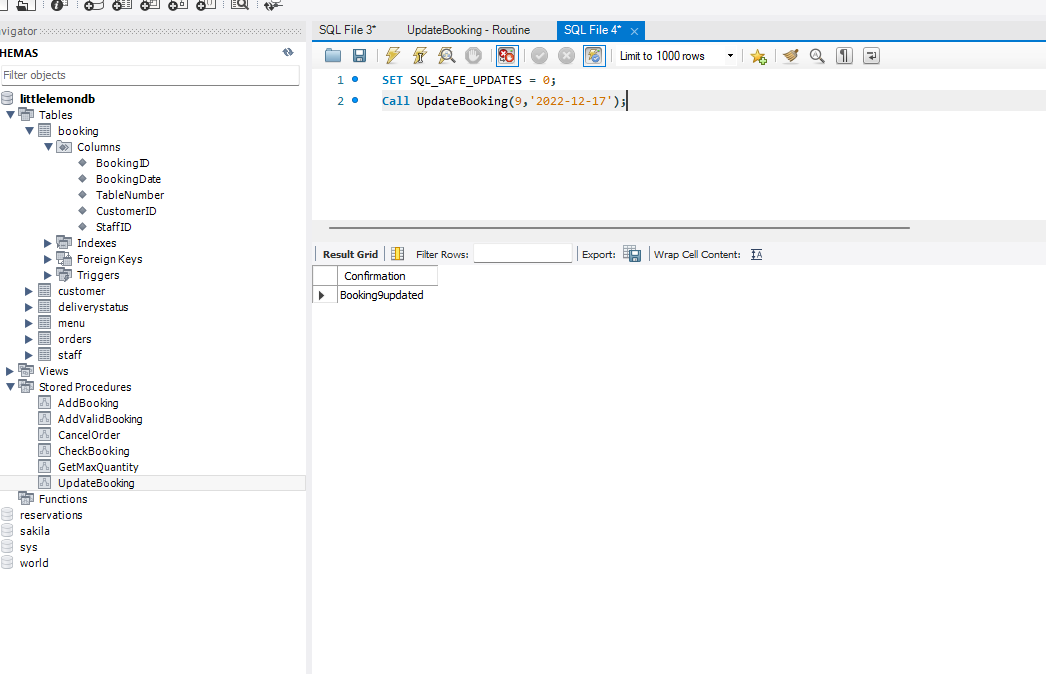 SQL File 3* UpdateBooking - Routine SQL File 4*
vigator
HEMAS
Filter objects
littlelemondb
Tables
booking
Columns
BookingID
BookingDate
TableNumber
CustomerID
StaffID
Indexes
Foreign Keys
Triggers
customer
deliverystatus
menu
orders
staff
Views
Stored Procedures
AddBooking
AddValidBooking
CancelOrder
CheckBooking
GetMaxQuantity
UpdateBooking
Functions
reservations
sakila
sys
world
Limit to 1000 rows
1 SET SQL_SAFE_UPDATES = 0;
2 Call UpdateBooking(9,'2022-12-17');
Result Grid Filter Rows: Export: Wrap Cell Content: IA
Confirmation
Booking9updated